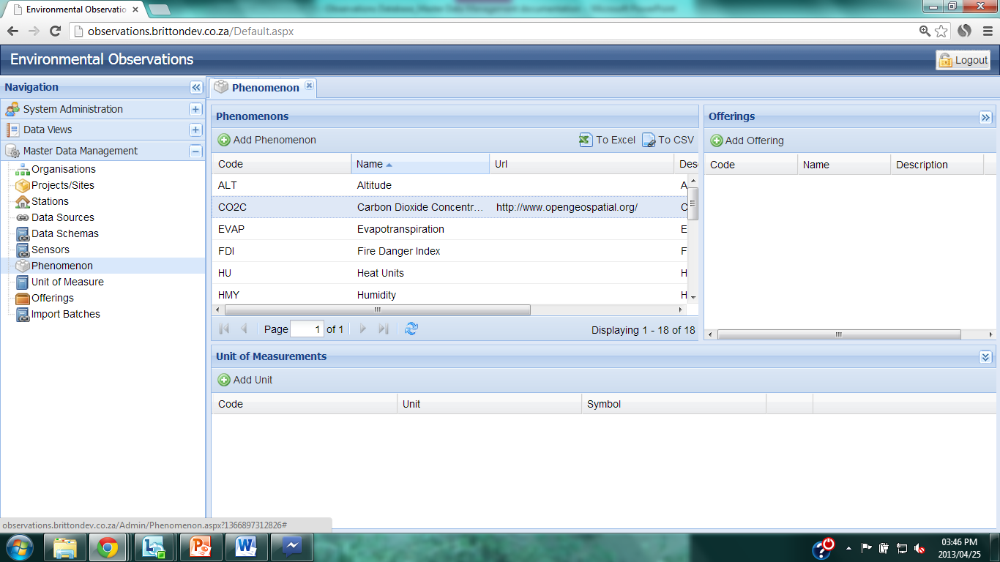 Environmental Observatio
observations.brittondev.co.za/Default.aspx
Environmental Observations
Logout
Navigation
System Administration
Data Views
Master Data Management
Organisations
Projects/Sites
Stations
Data Sources
Data Schemas
Sensors
Phenomenon
Unit of Measure
Offerings
Import Batches
Phenomenon
Phenomenons
Add Phenomenon
To Excel
To CSV
Code Name Url Desc
ALT Altitude A
CO2C Carbon Dioxide Concentr... http://www.opengeospatial.org/ C
EVAP Evapotranspiration E
FDI Fire Danger Index F
HU Heat Units H
HMY Humidity H
Page 1 of 1
Displaying 1 - 18 of 18
Offerings
Add Offering
Code Name Description
Unit of Measurements
Add Unit
Code Unit Symbol
observations.brittondev.co.za/Admin/Phenomenon.aspx?1366897312826#
03:46 PM
2013/04/25